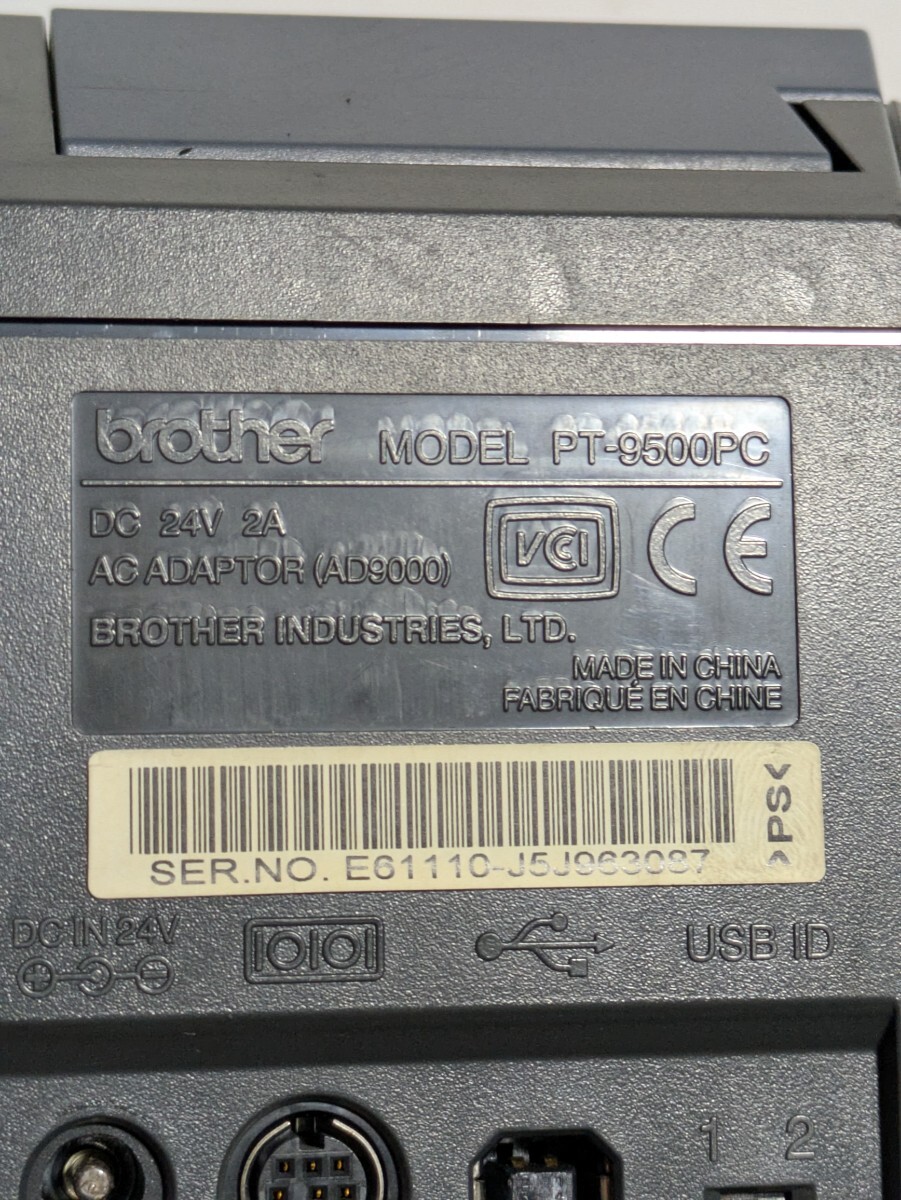 brother MODEL PT-9500PC
DC 24V 2A
AC ADAPTOR (AD9000)
VCI
CE
BROTHER INDUSTRIES, LTD.
MADE IN CHINA
FABRIQUÉ EN CHINE
SER.NO. E61110-J5J963087
>PS<
DC IN 24V
|O|O|
USB ID
1 2